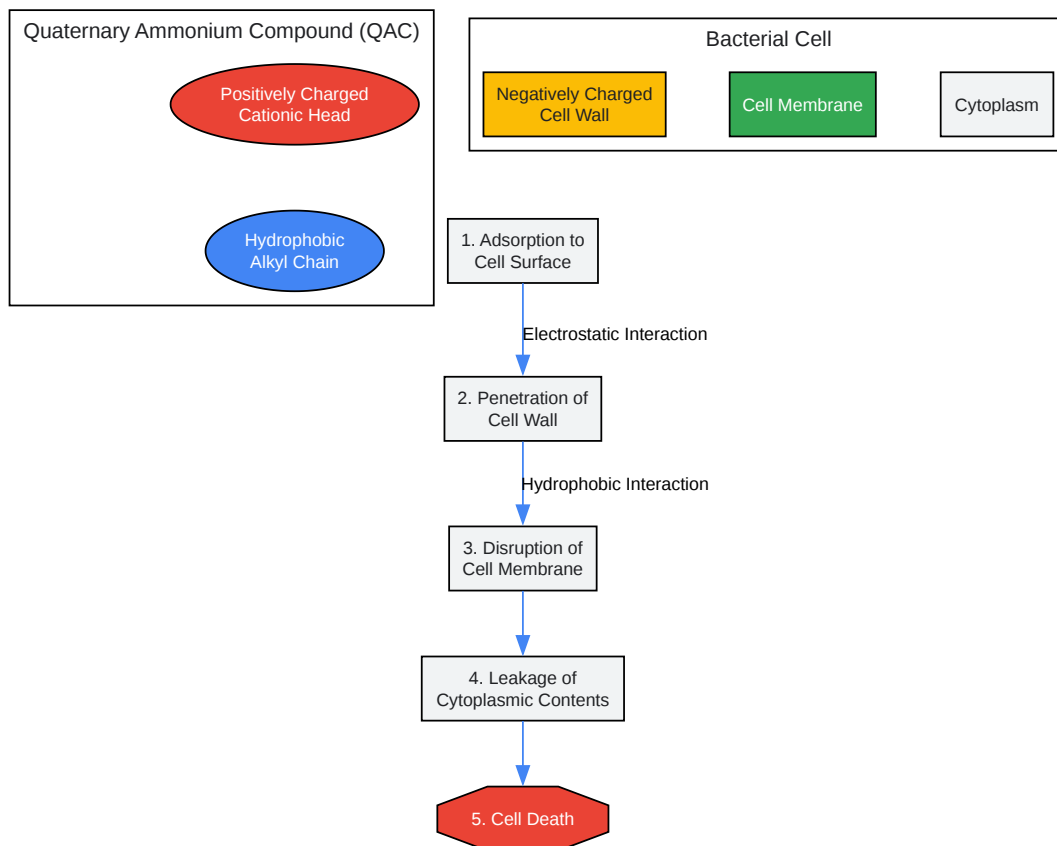 Quaternary Ammonium Compound (QAC)
Positively Charged
Cationic Head
Hydrophobic
Alkyl Chain
Bacterial Cell
Negatively Charged
Cell Wall
Cell Membrane
Cytoplasm
1. Adsorption to
Cell Surface
Electrostatic Interaction
2. Penetration of
Cell Wall
Hydrophobic Interaction
3. Disruption of
Cell Membrane
4. Leakage of
Cytoplasmic Contents
5. Cell Death